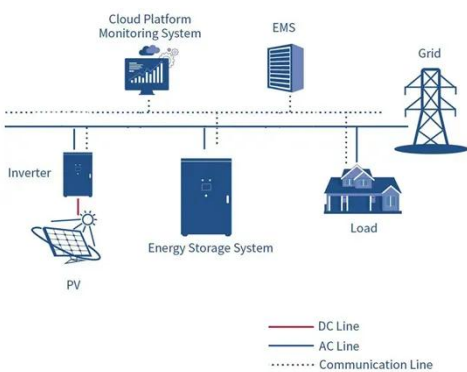 Cloud Platform
Monitoring System
EMS
Grid
Inverter
Energy Storage System
Load
PV
DC Line
AC Line
Communication Line